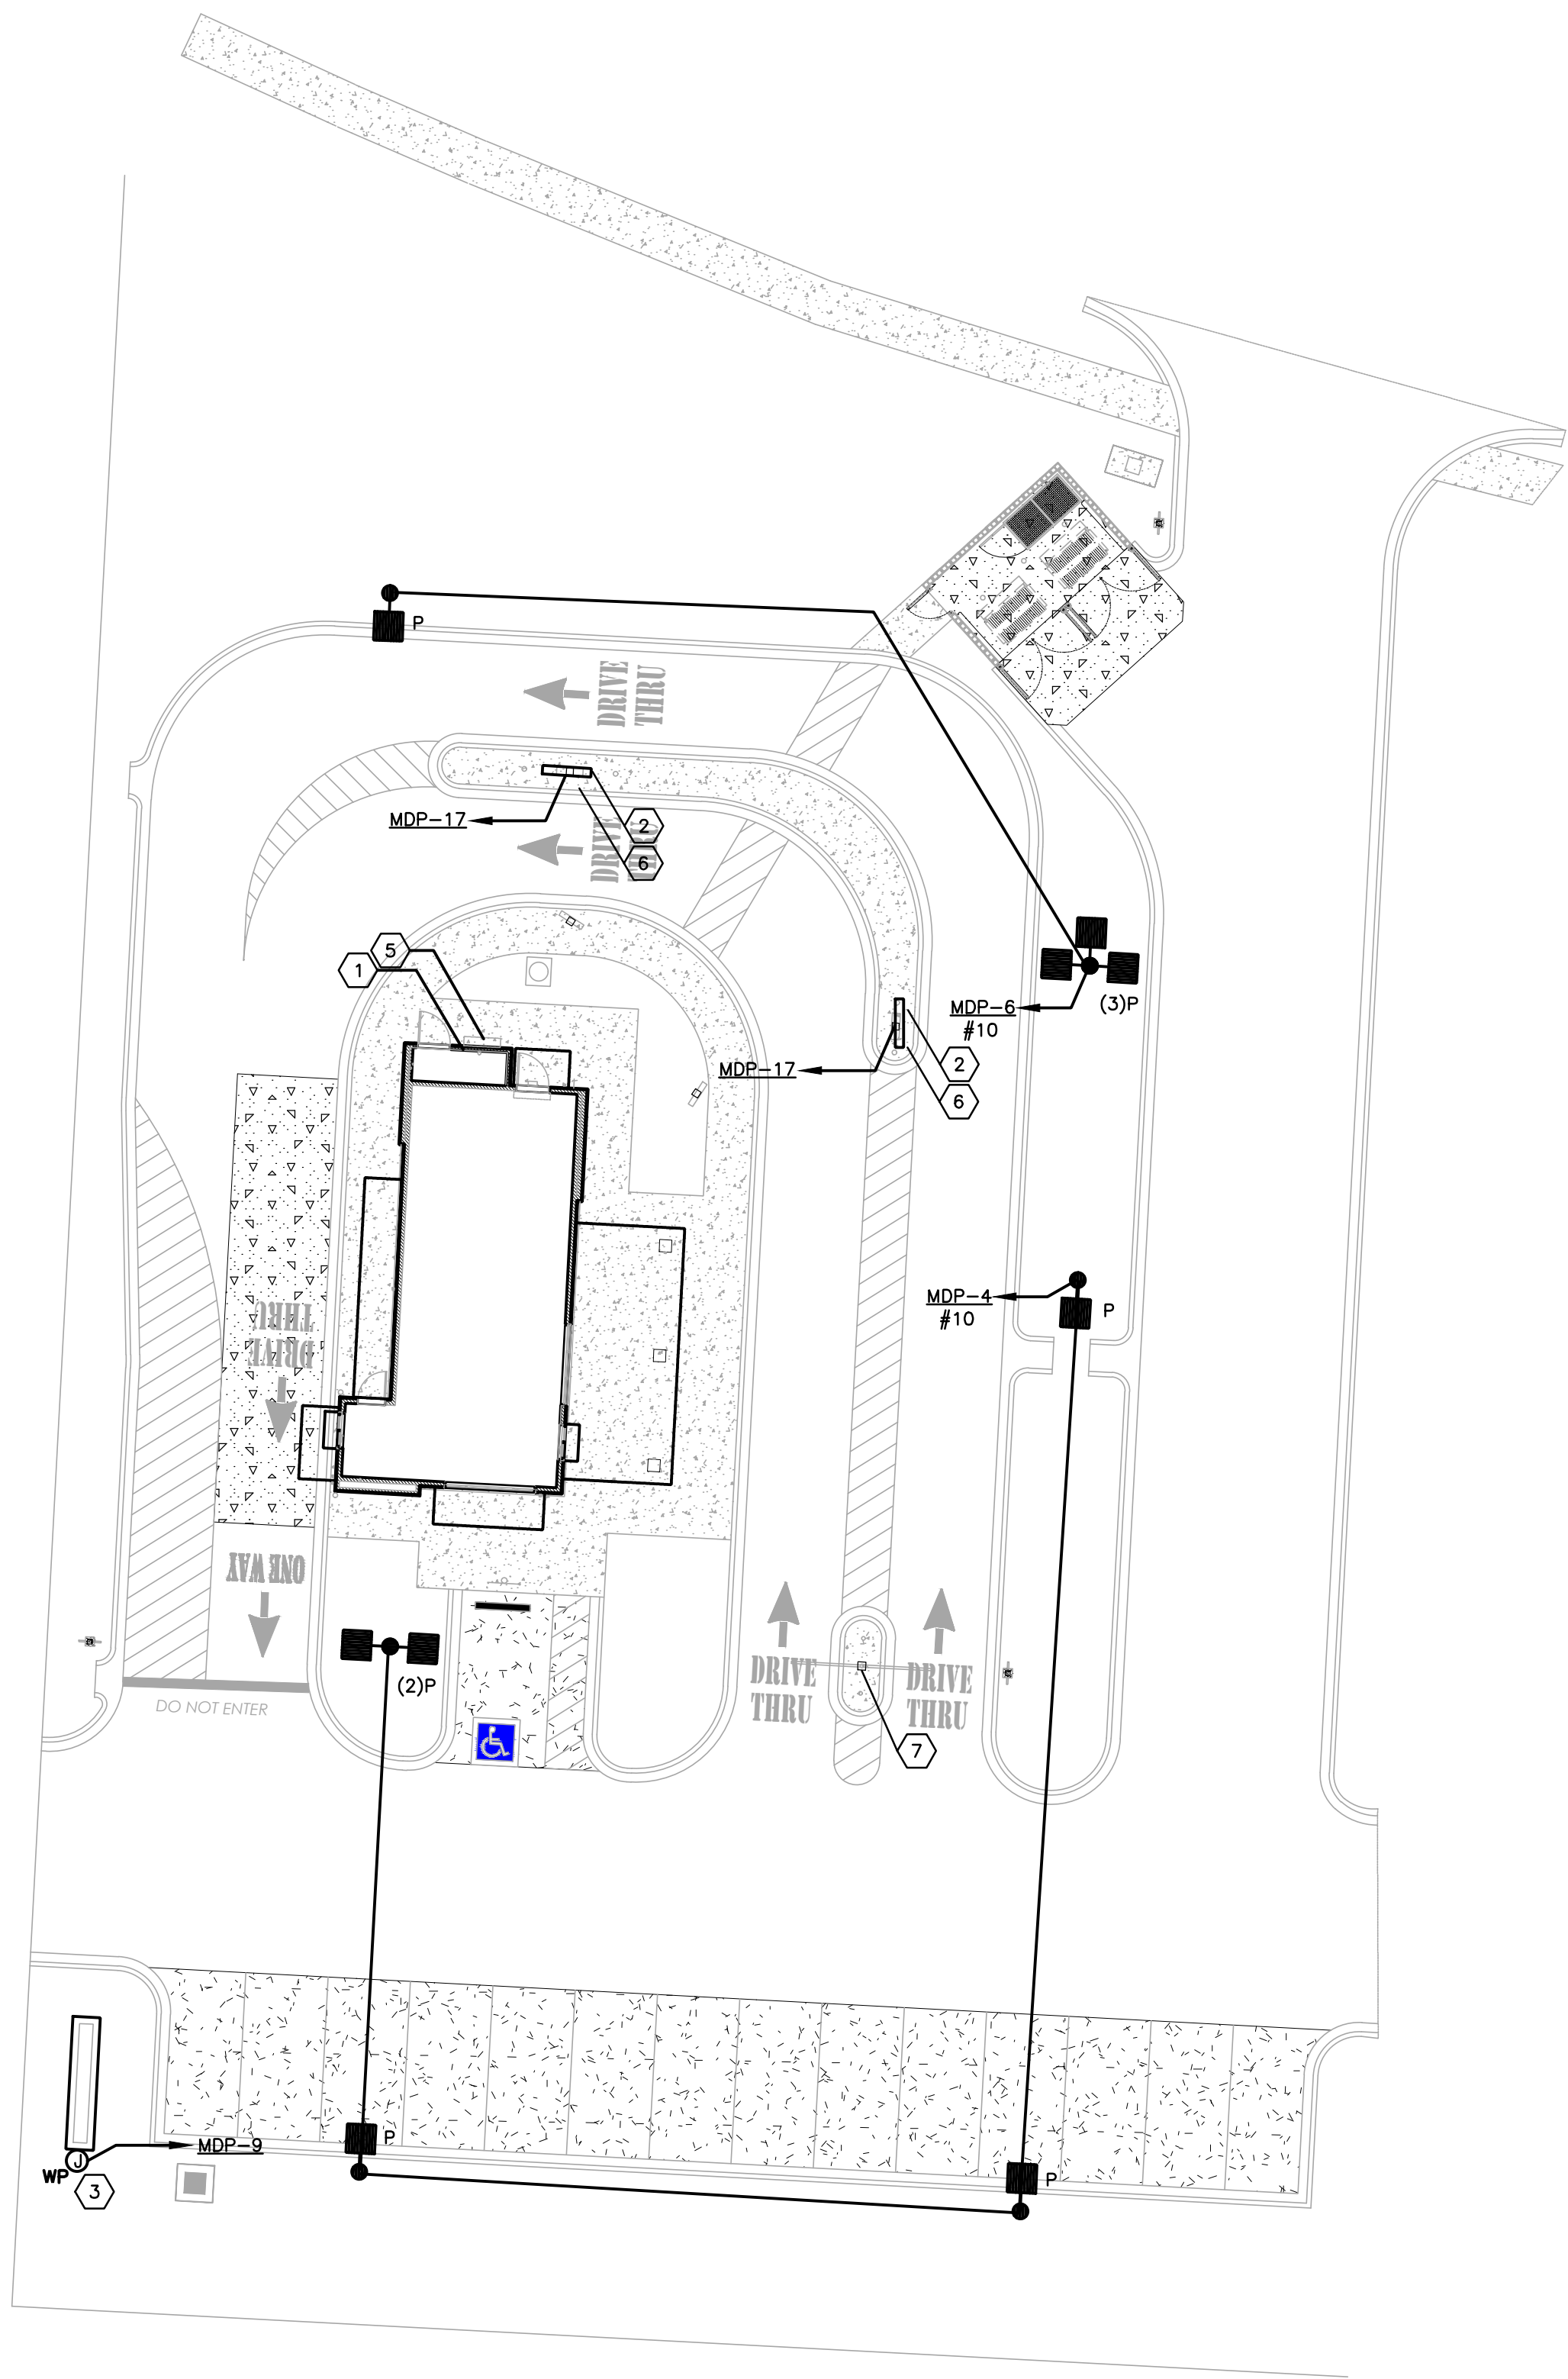 P
DRIVE
THRU
MDP-17
2
DRIVE
THRU
6
5
1
MDP-6
#10
(3)P
MDP-17
2
6
MDP-4
#10
P
DRIVE
THRU
ONE WAY
(2)P
DRIVE
THRU
DRIVE
THRU
DO NOT ENTER
7
P
MDP-9
J
WP
3
P